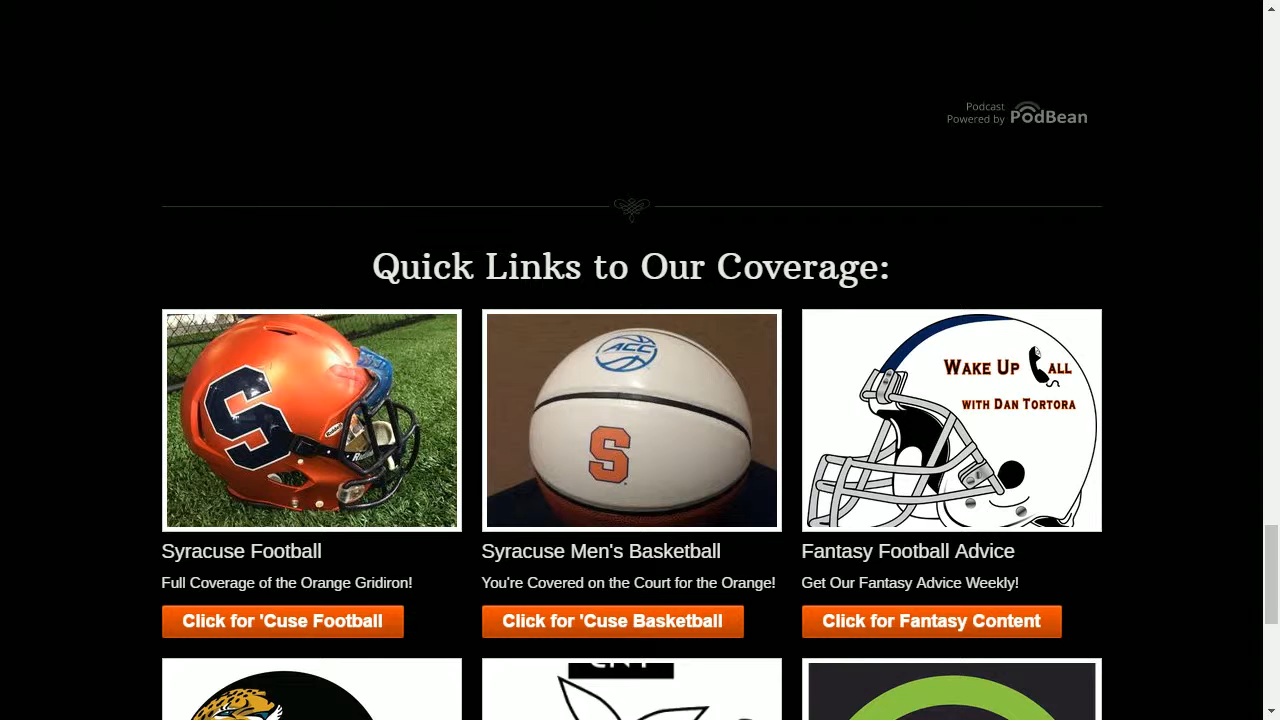 Podcast
Powered by PodBean
Quick Links to Our Coverage:
S
ACC
S
WAKE UP CALL
WITH DAN TORTORA
Syracuse Football
Syracuse Men's Basketball
Fantasy Football Advice
Full Coverage of the Orange Gridiron!
You're Covered on the Court for the Orange!
Get Our Fantasy Advice Weekly!
Click for 'Cuse Football
Click for 'Cuse Basketball
Click for Fantasy Content